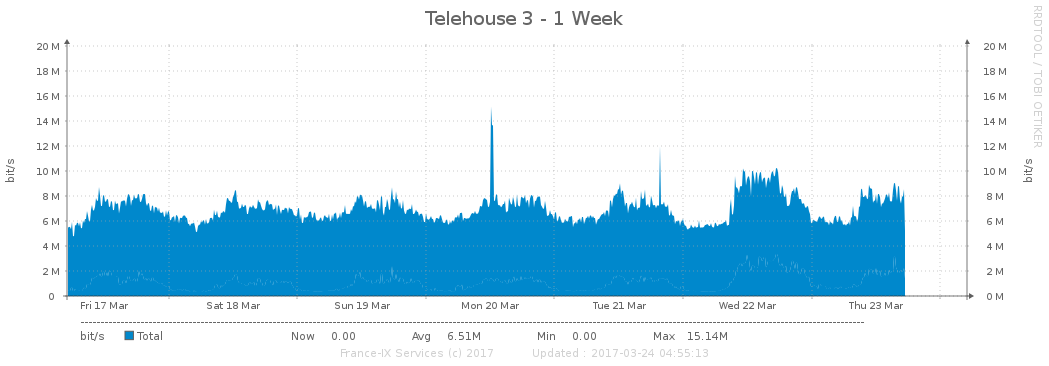 Telehouse 3 - 1 Week
RRDTOOL / TOBI OETIKER
bit/s
20 M
18 M
16 M
14 M
12 M
10 M
8 M
6 M
4 M
2 M
0
20 M
18 M
16 M
14 M
12 M
10 M
8 M
6 M
4 M
2 M
0 M
bit/s
Fri 17 Mar Sat 18 Mar Sun 19 Mar Mon 20 Mar Tue 21 Mar Wed 22 Mar Thu 23 Mar
bit/s Total Now 0.00 Avg 6.51M Min 0.00 Max 15.14M
France-IX Services (c) 2017 Updated : 2017-03-24 04:55:13